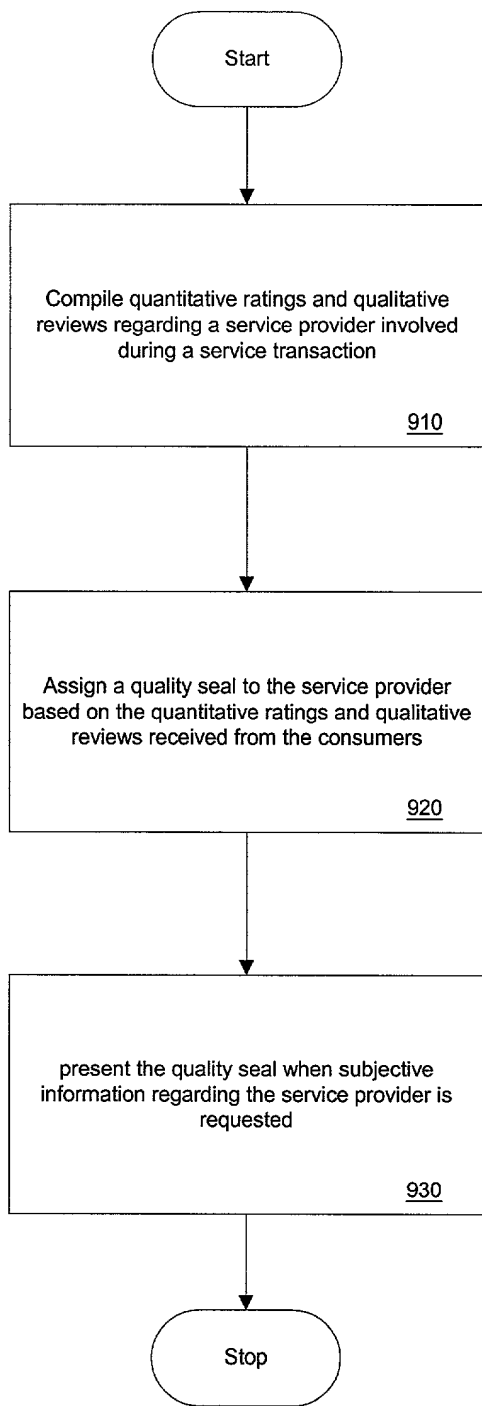 Start
Compile quantitative ratings and qualitative
reviews regarding a service provider involved
during a service transaction
910
Assign a quality seal to the service provider
based on the quantitative ratings and qualitative
reviews received from the consumers
920
present the quality seal when subjective
information regarding the service provider is
requested
930
Stop